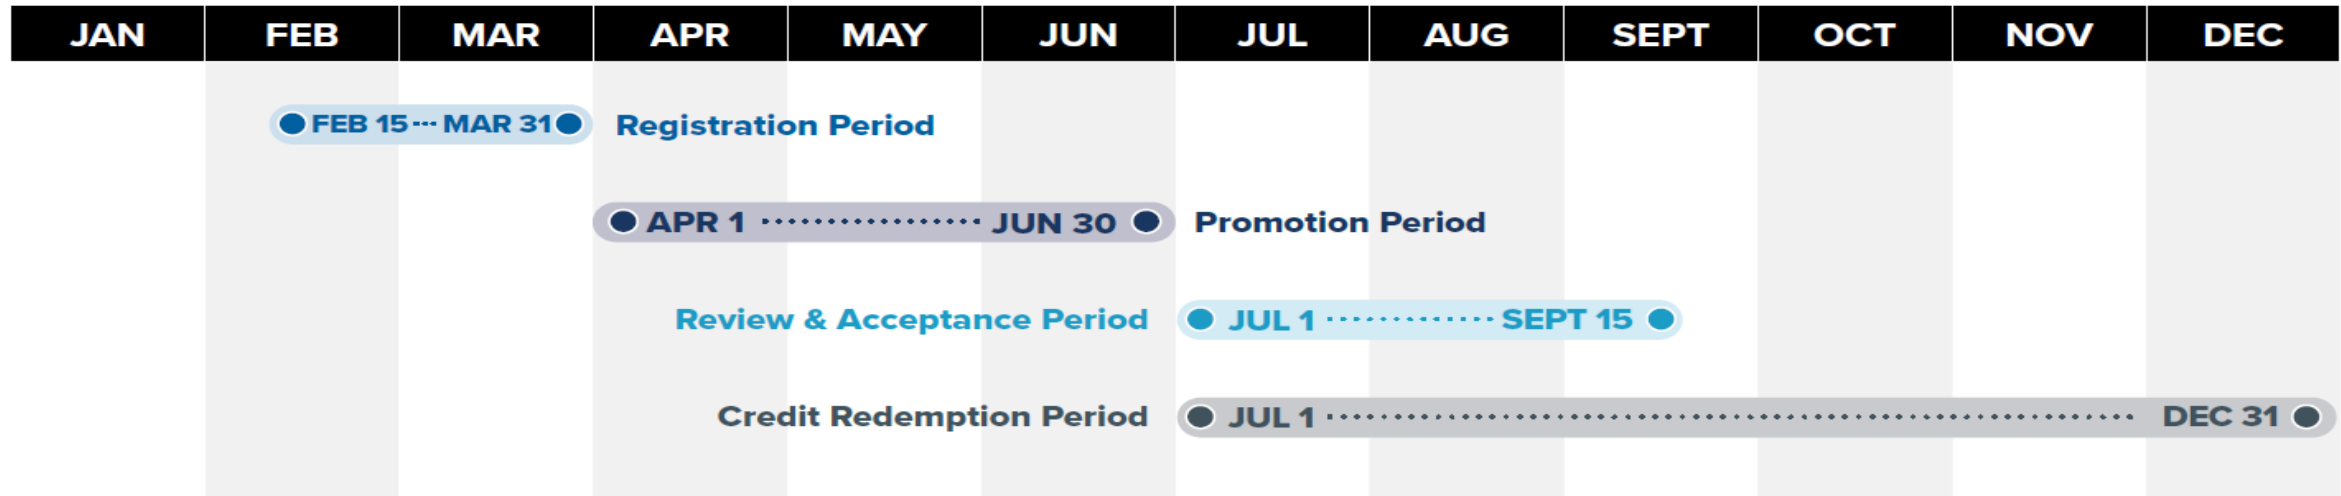 JAN FEB MAR APR MAY JUN JUL AUG SEPT OCT NOV DEC
FEB 15 MAR 31 Registration Period
APR 1 JUN 30 Promotion Period
Review & Acceptance Period JUL 1 SEPT 15
Credit Redemption Period JUL 1 DEC 31